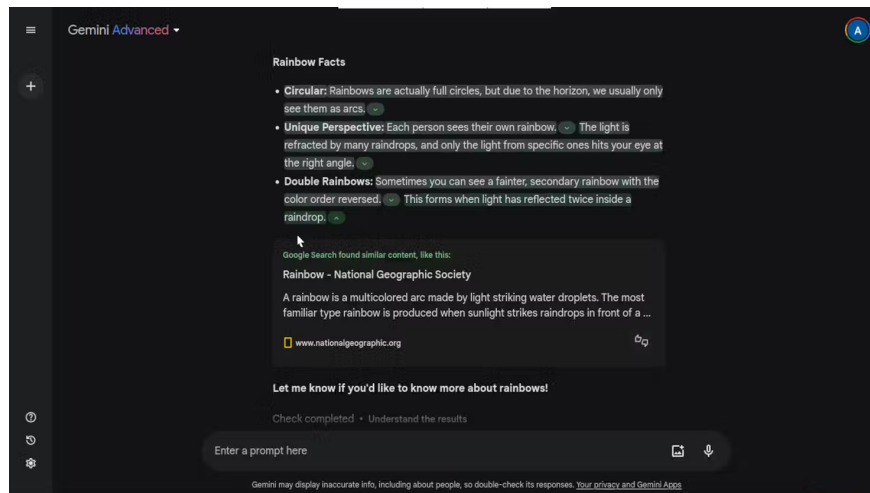 Gemini Advanced
A
Rainbow Facts
• Circular: Rainbows are actually full circles, but due to the horizon, we usually only
see them as arcs.
• Unique Perspective: Each person sees their own rainbow. The light is
refracted by many raindrops, and only the light from specific ones hits your eye at
the right angle.
• Double Rainbows: Sometimes you can see a fainter, secondary rainbow with the
color order reversed. This forms when light has reflected twice inside a
raindrop.
Google Search found similar content, like this:
Rainbow - National Geographic Society
A rainbow is a multicolored arc made by light striking water droplets. The most
familiar type rainbow is produced when sunlight strikes raindrops in front of a ...
www.nationalgeographic.org
Let me know if you'd like to know more about rainbows!
Check completed • Understand the results
Enter a prompt here
Gemini may display inaccurate info, including about people, so double-check its responses. Your privacy and Gemini Apps